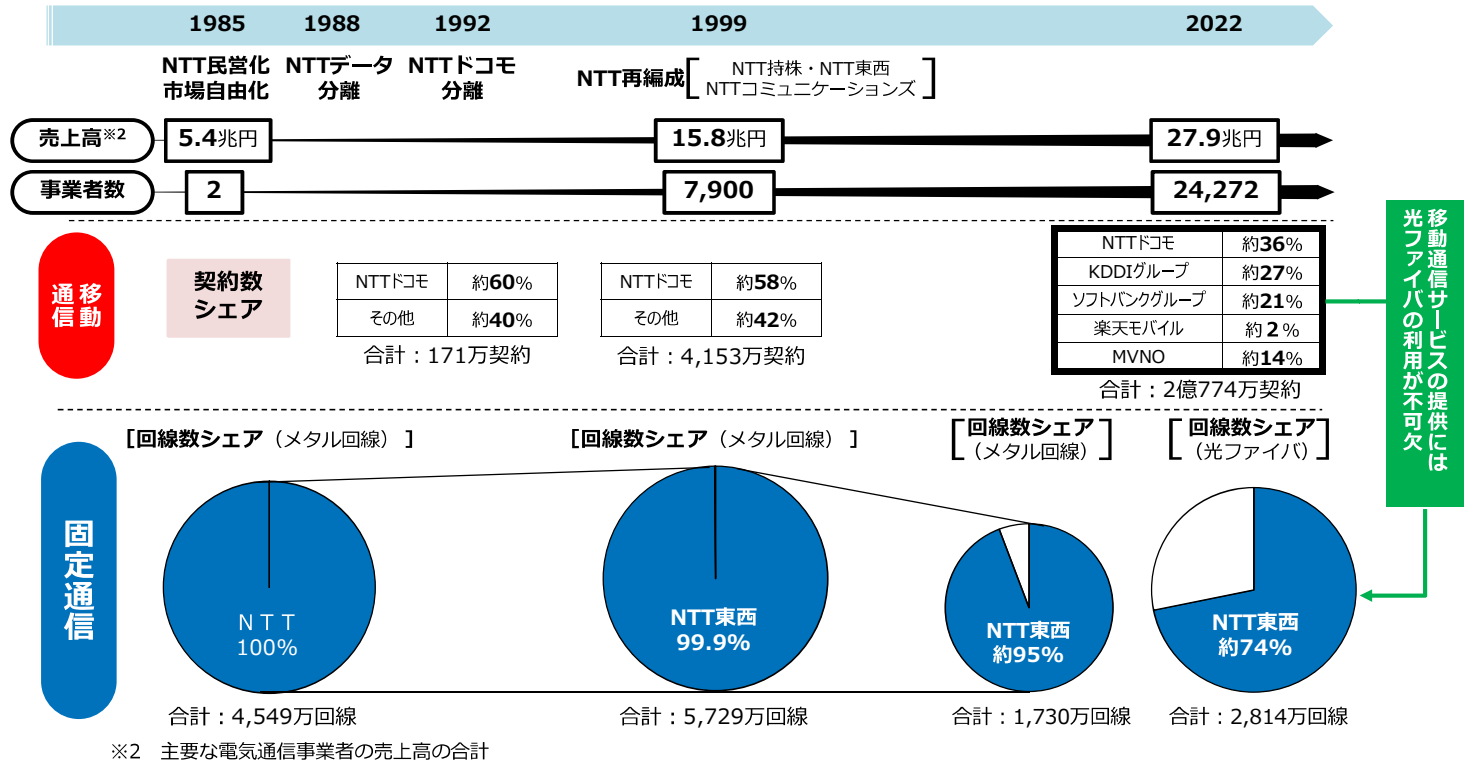 1985 1988 1992 1999 2022
NTT民営化
市場自由化
NTTデータ
分離
NTTドコモ
分離
NTT再編成
NTT持株・NTT東西
NTTコミュニケーションズ
売上高※2 5.4兆円 15.8兆円 27.9兆円
事業者数 2 7,900 24,272
移動
通信
契約数
シェア
NTTドコモ 約60%
その他 約40%
合計：171万契約
NTTドコモ 約58%
その他 約42%
合計：4,153万契約
NTTドコモ 約36%
KDDIグループ 約27%
ソフトバンクグループ 約21%
楽天モバイル 約2%
MVNO 約14%
合計：2億774万契約
移動通信サービスの提供には
光ファイバの利用が不可欠
固定通信
[回線数シェア（メタル回線）]
NTT
100%
合計：4,549万回線
[回線数シェア（メタル回線）]
NTT東西
99.9%
合計：5,729万回線
回線数シェア
（メタル回線）
NTT東西
約95%
合計：1,730万回線
回線数シェア
（光ファイバ）
NTT東西
約74%
合計：2,814万回線
※2　主要な電気通信事業者の売上高の合計